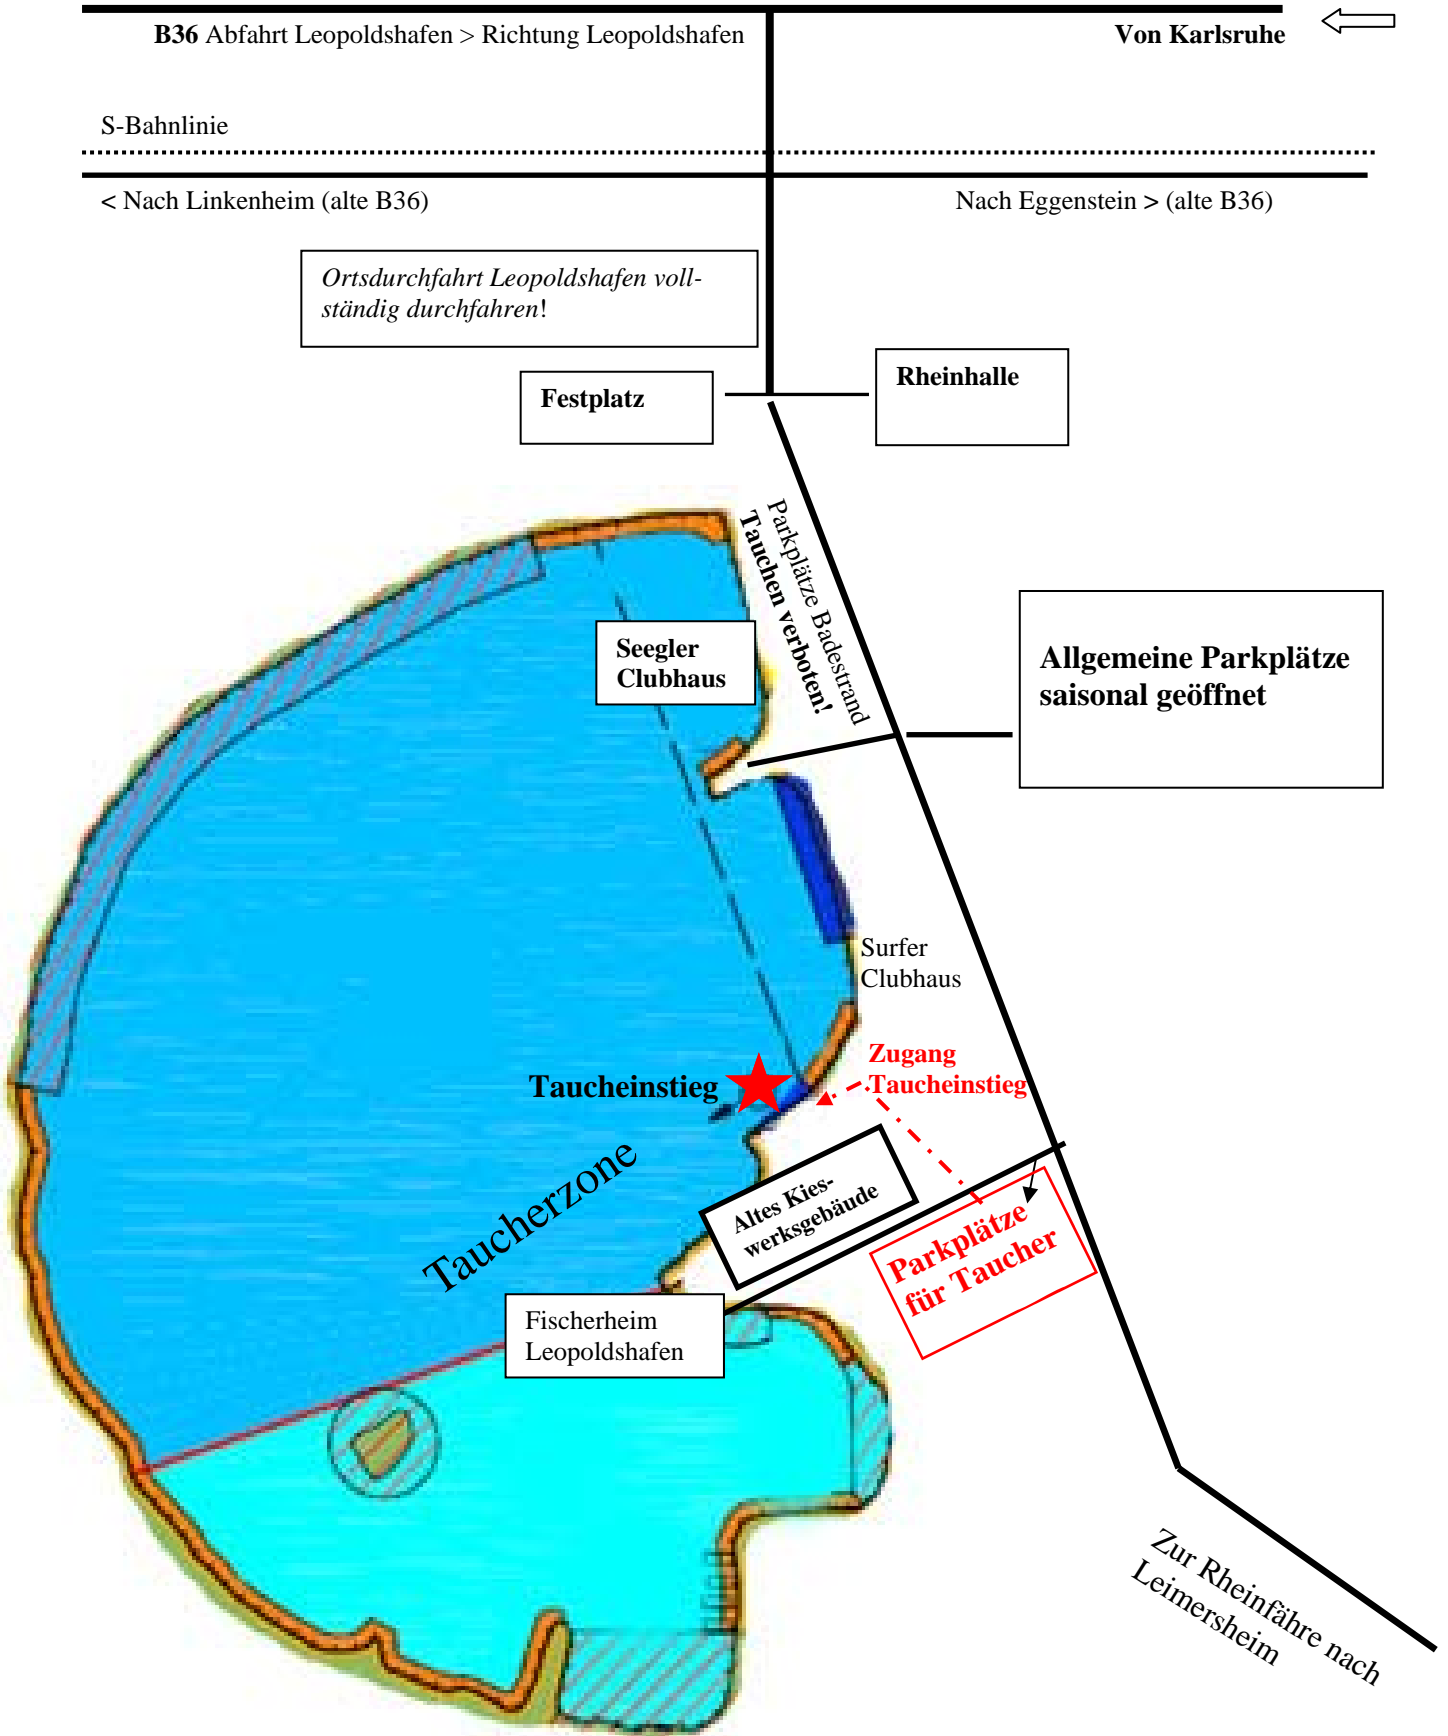 B36 Abfahrt Leopoldshafen > Richtung Leopoldshafen
Von Karlsruhe
S-Bahnlinie
< Nach Linkenheim (alte B36)
Nach Eggenstein > (alte B36)
Ortsdurchfahrt Leopoldshafen voll-
ständig durchfahren!
Festplatz
Rheinhalle
Parkplätze Badestrand
Tauchen verboten!
Seegler
Clubhaus
Allgemeine Parkplätze
saisonal geöffnet
Surfer
Clubhaus
Zugang
Taucheinstieg
Taucheinstieg
Taucherzone
Altes Kies-
werksgebäude
Parkplätze
für Taucher
Fischerheim
Leopoldshafen
Zur Rheinfähre nach
Leimersheim